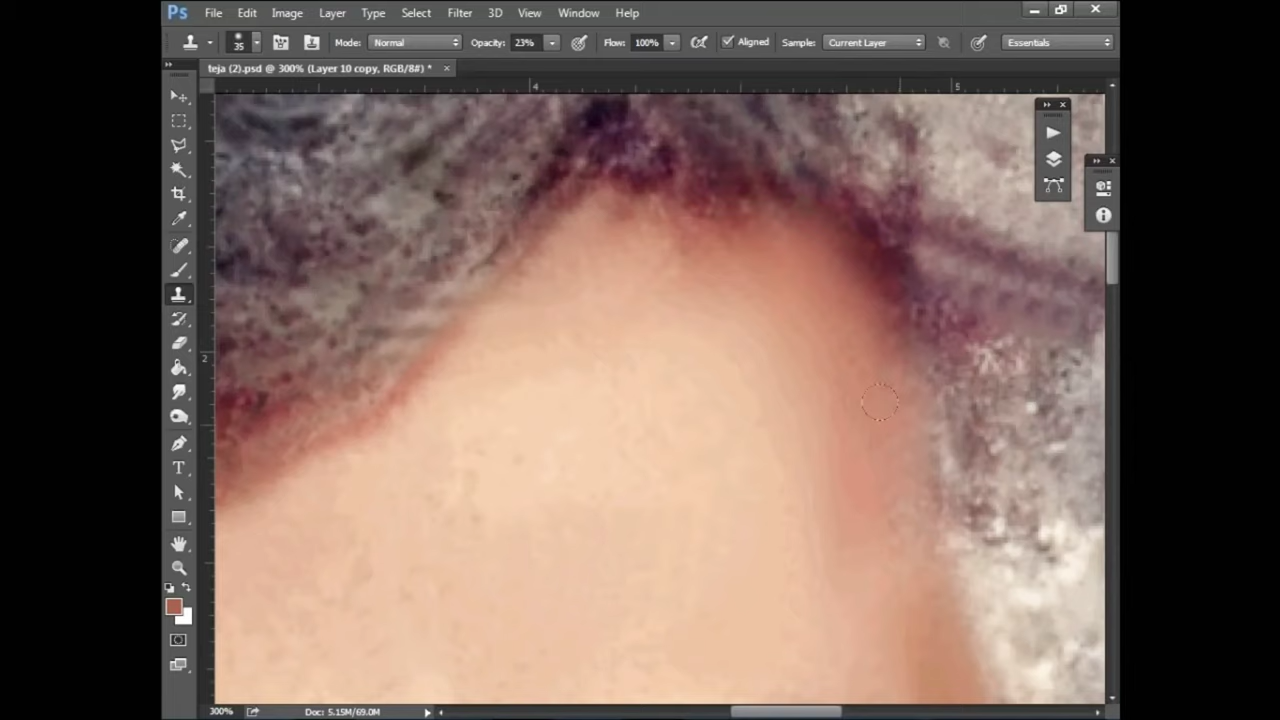 Ps File Edit Image Layer Type Select Filter 3D View Window Help
35 Mode: Normal Opacity: 23% Flow: 100% Aligned Sample: Current Layer Essentials
teja (2).psd @ 300% (Layer 10 copy, RGB/8#) *
4 5
2
T
300% Doc: 5.15M/69.0M